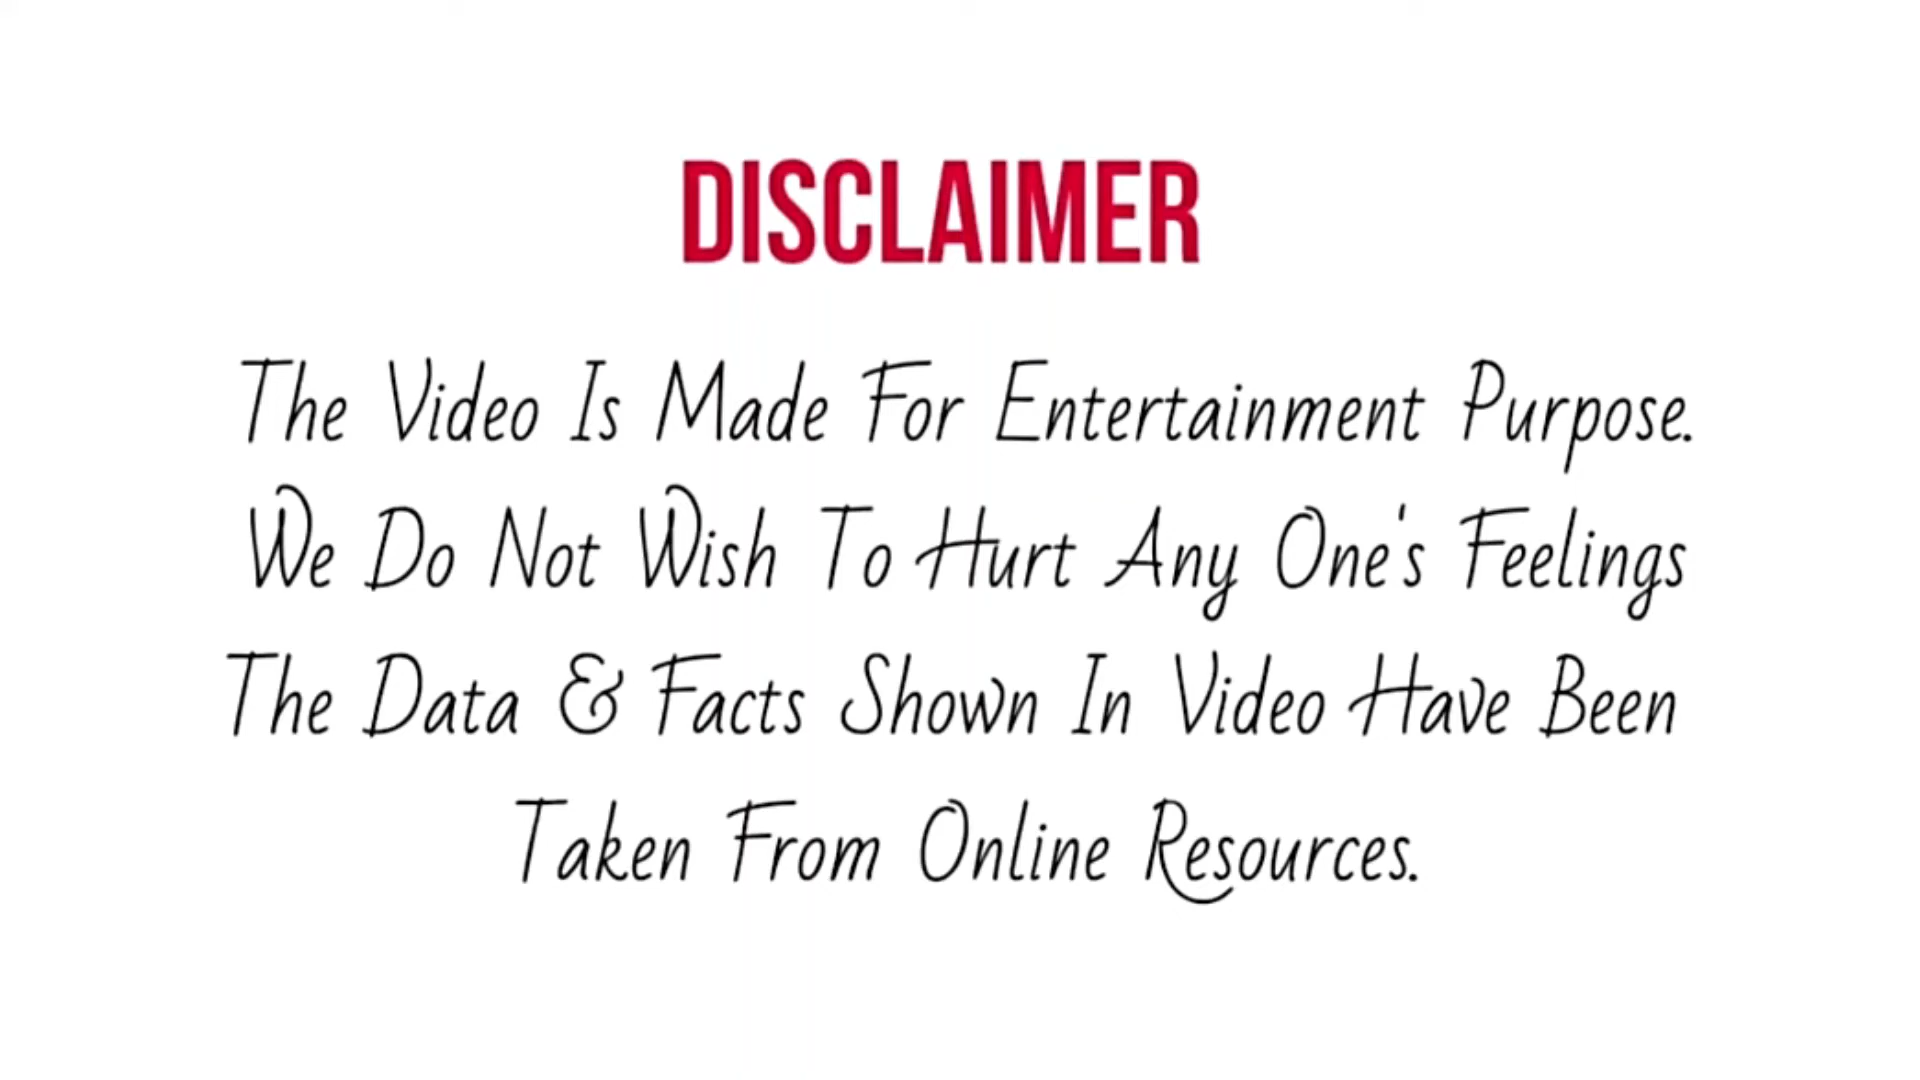 DISCLAIMER
The Video Is Made For Entertainment Purpose.
We Do Not Wish To Hurt Any One's Feelings
The Data & Facts Shown In Video Have Been
Taken From Online Resources.